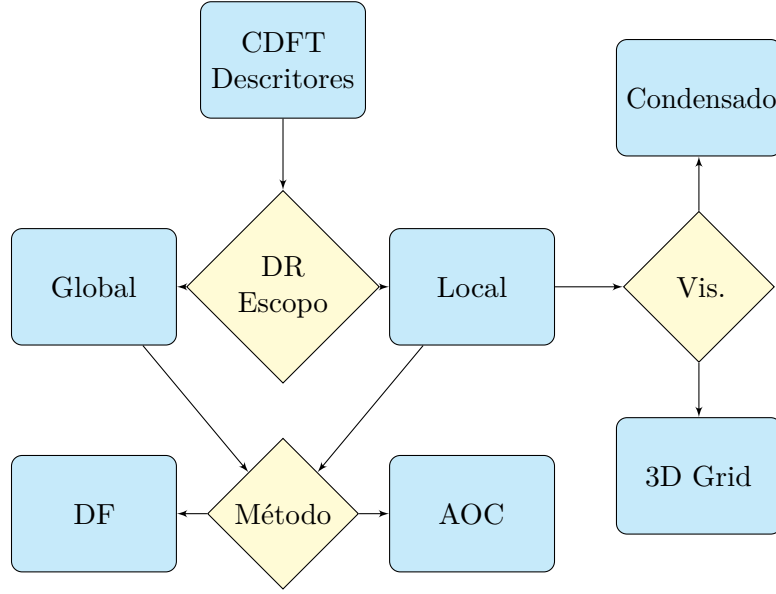 CDFT
Descritores
Condensado
Global
DR
Escopo
Local
Vis.
3D Grid
DF
Método
AOC